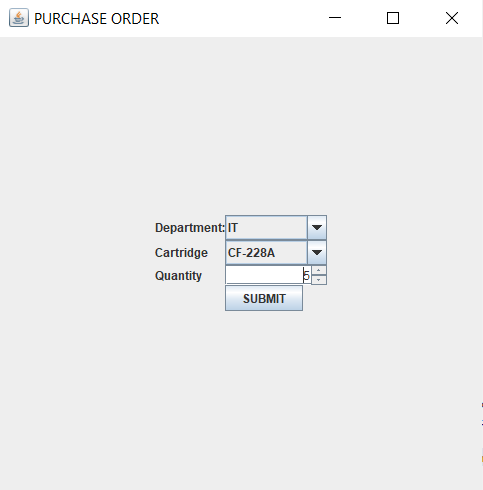 PURCHASE ORDER
Department: IT
Cartridge CF-228A
Quantity 5
SUBMIT